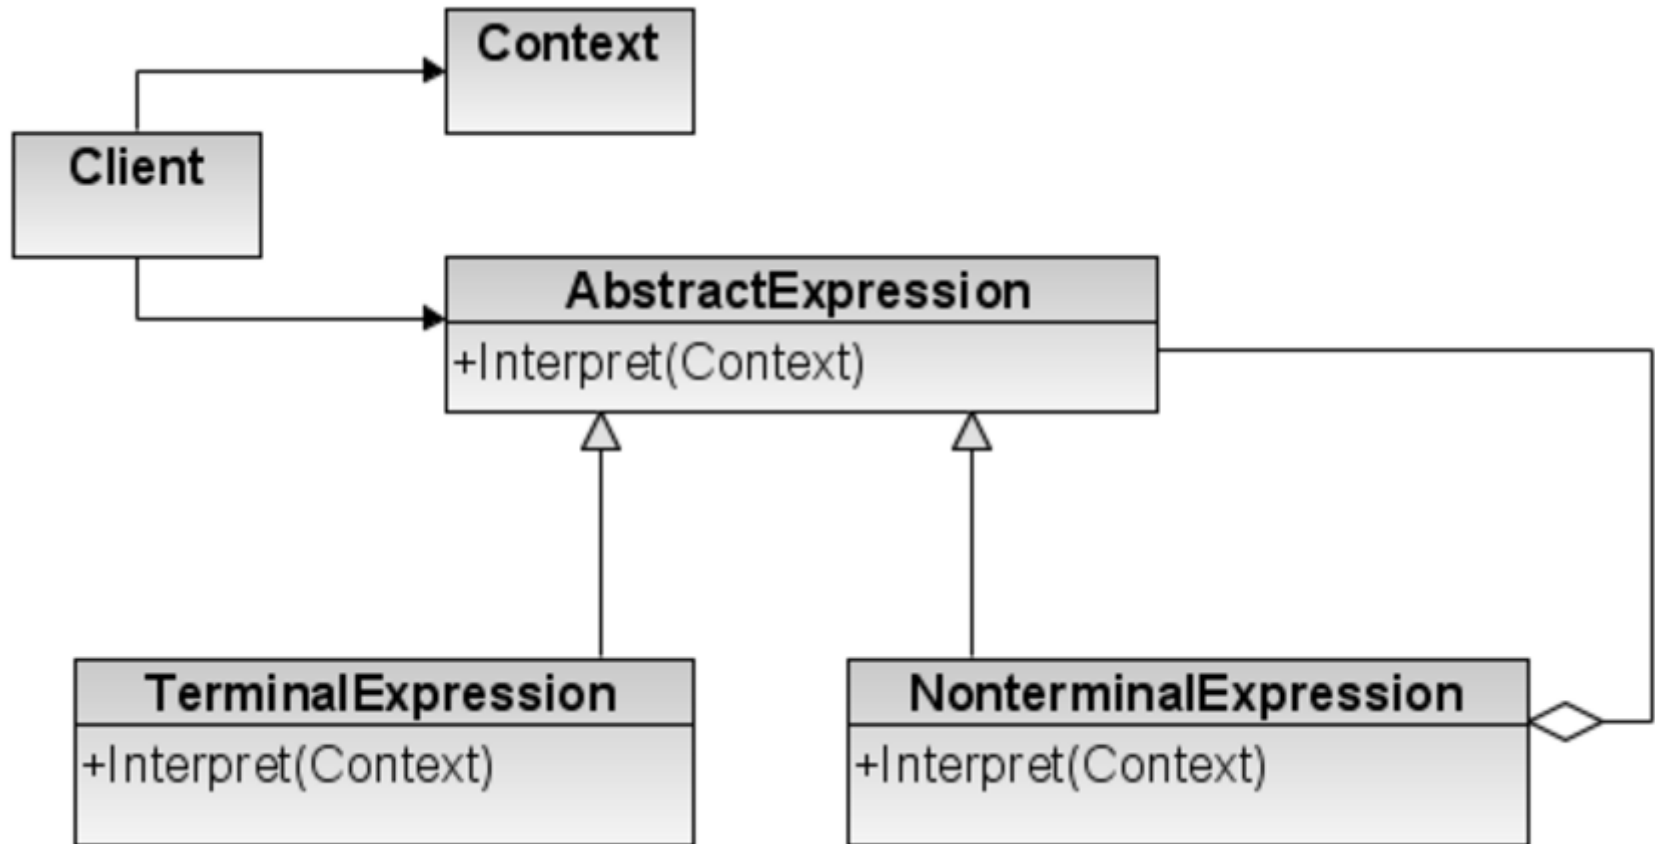 Context
Client
AbstractExpression
+Interpret(Context)
TerminalExpression
+Interpret(Context)
NonterminalExpression
+Interpret(Context)